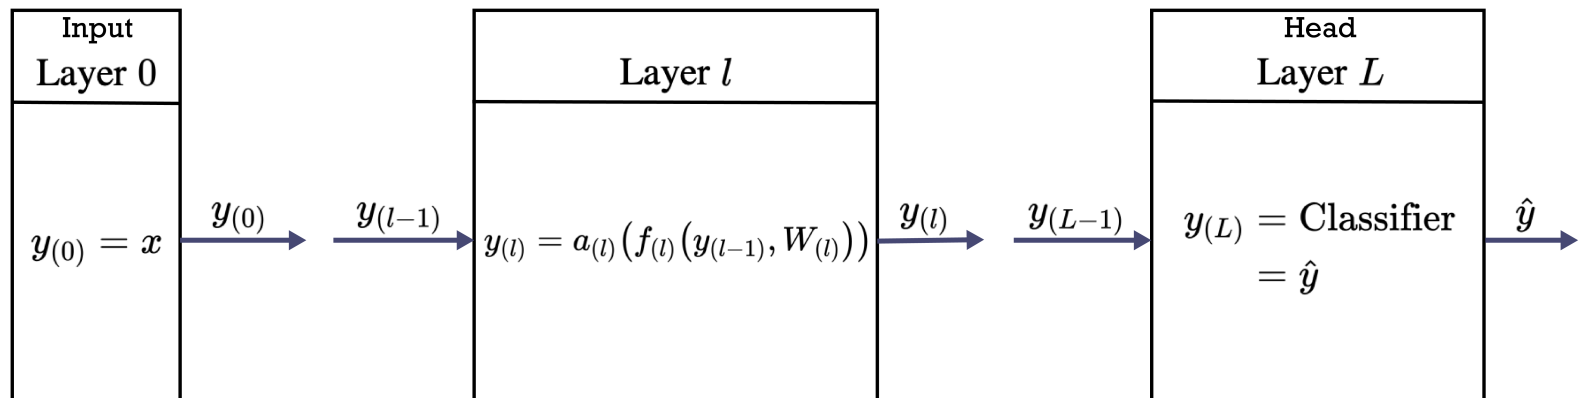 Input
Layer 0
y₍₀₎ = x
y₍₀₎
y₍l₋₁₎
Layer l
y₍l₎ = a₍l₎(f₍l₎(y₍l₋₁₎, W₍l₎))
y₍l₎
y₍L₋₁₎
Head
Layer L
y₍L₎ = Classifier
= ŷ
ŷ